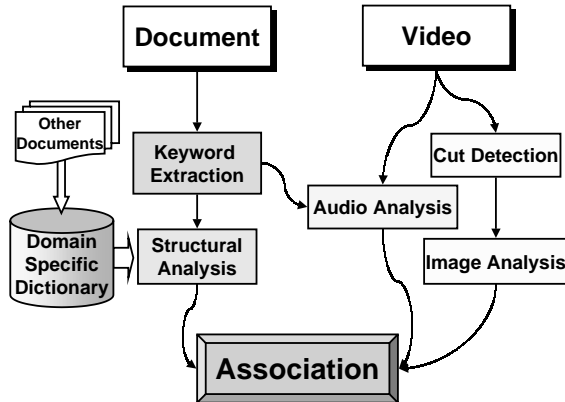 Document
Video
Other
Documents
Keyword
Extraction
Cut Detection
Audio Analysis
Domain
Specific
Dictionary
Structural
Analysis
Image Analysis
Association